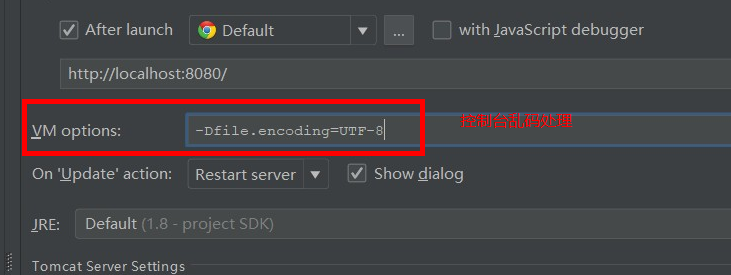 After launch Default ... with JavaScript debugger
http://localhost:8080/
VM options: -Dfile.encoding=UTF-8 控制台乱码处理
On 'Update' action: Restart server Show dialog
JRE: Default (1.8 - project SDK)
Tomcat Server Settings